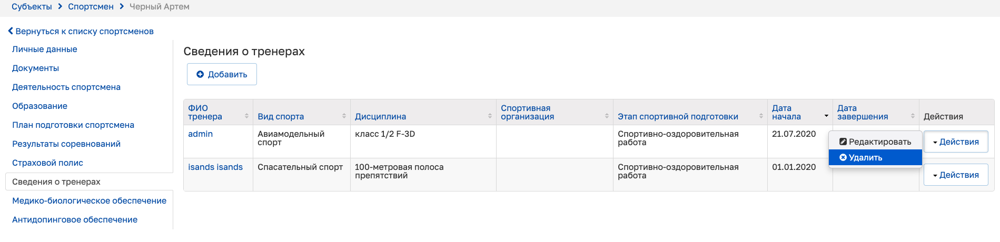 Субъекты Спортсмен Черный Артем
Вернуться к списку спортсменов
Личные данные
Документы
Деятельность спортсмена
Образование
План подготовки спортсмена
Результаты соревнований
Страховой полис
Сведения о тренерах
Медико-биологическое обеспечение
Антидопинговое обеспечение
Сведения о тренерах
Добавить
ФИО
тренера
Вид спорта
Дисциплина
Спортивная
организация
Этап спортивной подготовки
Дата
начала
Дата
завершения
Действия
admin
Авиамодельный
спорт
класс 1/2 F-3D
Спортивно-оздоровительная
работа
21.07.2020
Редактировать
Удалить
Действия
isands isands
Спасательный спорт
100-метровая полоса
препятствий
Спортивно-оздоровительная
работа
01.01.2020
Действия